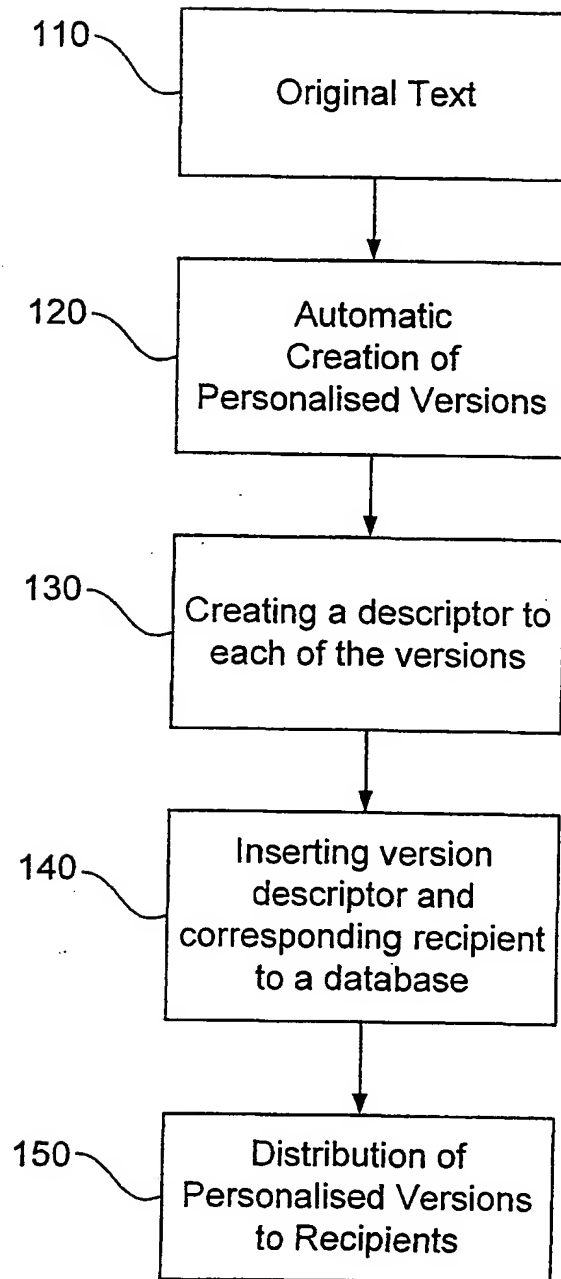 110
Original Text
120
Automatic
Creation of
Personalised Versions
130
Creating a descriptor to
each of the versions
140
Inserting version
descriptor and
corresponding recipient
to a database
150
Distribution of
Personalised Versions
to Recipients